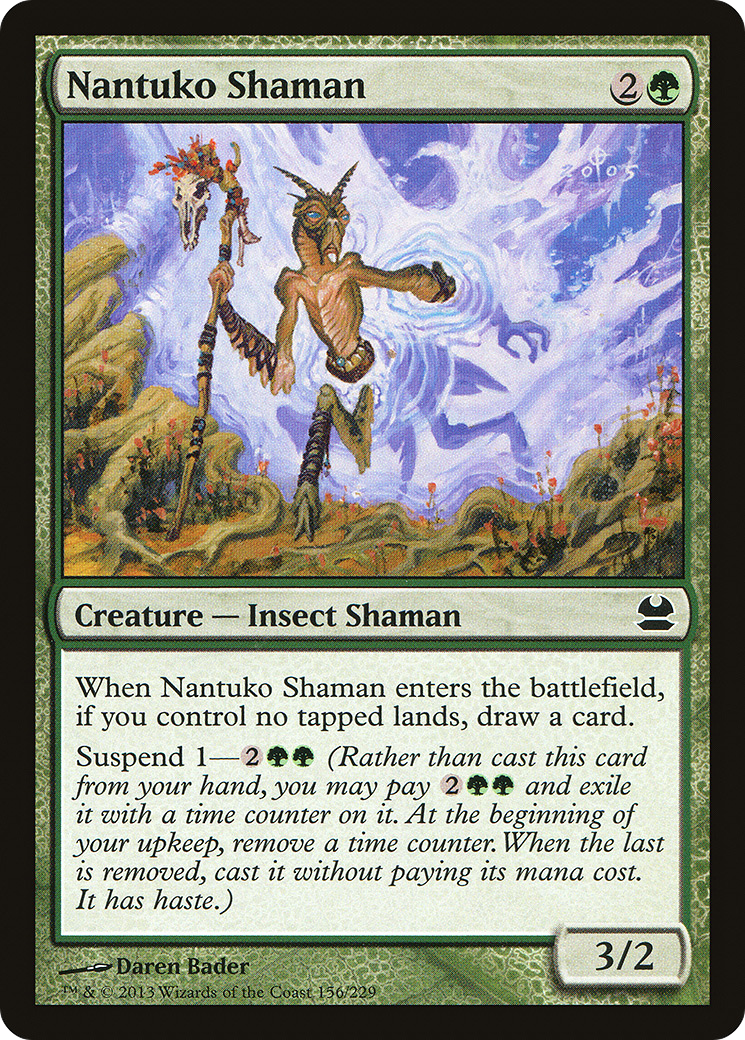 Nantuko Shaman 2
2005
Creature — Insect Shaman
When Nantuko Shaman enters the battlefield,
if you control no tapped lands, draw a card.
Suspend 1—2 (Rather than cast this card
from your hand, you may pay 2 and exile
it with a time counter on it. At the beginning of
your upkeep, remove a time counter. When the last
is removed, cast it without paying its mana cost.
It has haste.)
3/2
Daren Bader
™ & © 2013 Wizards of the Coast 156/229